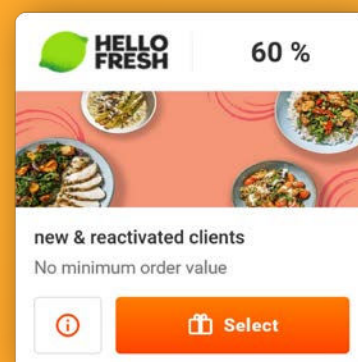 HELLO
FRESH
60 %
new & reactivated clients
No minimum order value
Select